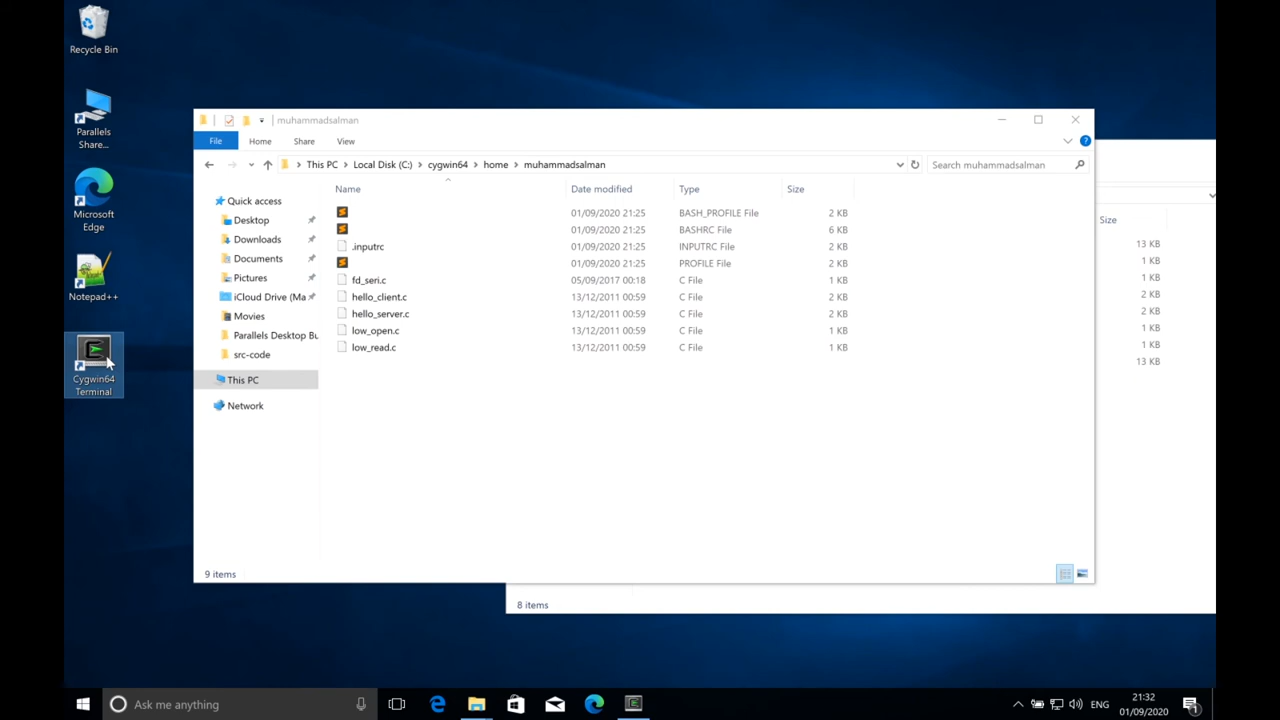 Recycle Bin
Parallels
Share...
Microsoft
Edge
Notepad++
Cygwin64
Terminal
muhammadsalman
File Home Share View
This PC Local Disk (C:) cygwin64 home muhammadsalman
Search muhammadsalman
Name Date modified Type Size
01/09/2020 21:25 BASH_PROFILE File 2 KB
01/09/2020 21:25 BASHRC File 6 KB
.inputrc 01/09/2020 21:25 INPUTRC File 2 KB
01/09/2020 21:25 PROFILE File 2 KB
fd_seri.c 05/09/2017 00:18 C File 1 KB
hello_client.c 13/12/2011 00:59 C File 2 KB
hello_server.c 13/12/2011 00:59 C File 2 KB
low_open.c 13/12/2011 00:59 C File 1 KB
low_read.c 13/12/2011 00:59 C File 1 KB
Quick access
Desktop
Downloads
Documents
Pictures
iCloud Drive (Ma
Movies
Parallels Desktop Bu
src-code
This PC
Network
9 items
Size
13 KB
1 KB
1 KB
2 KB
2 KB
1 KB
1 KB
13 KB
8 items
Ask me anything
ENG
21:32
01/09/2020
1